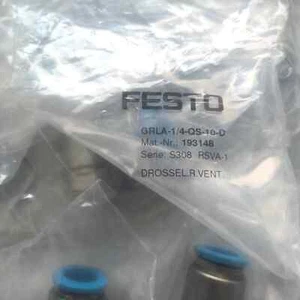 FESTO
GRLA-1/4-QS-10-D
Mat.-Nr.: 193148
Serie: S308 RSVA-1
DROSSEL.R.VENT